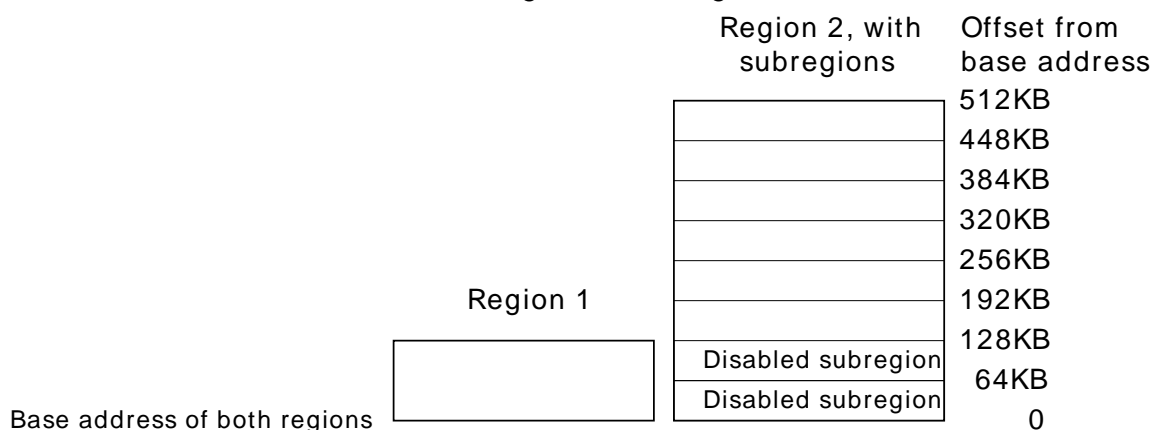 Region 2, with
subregions
Offset from
base address
512KB
448KB
384KB
320KB
256KB
Region 1
192KB
128KB
Disabled subregion
64KB
Disabled subregion
Base address of both regions
0